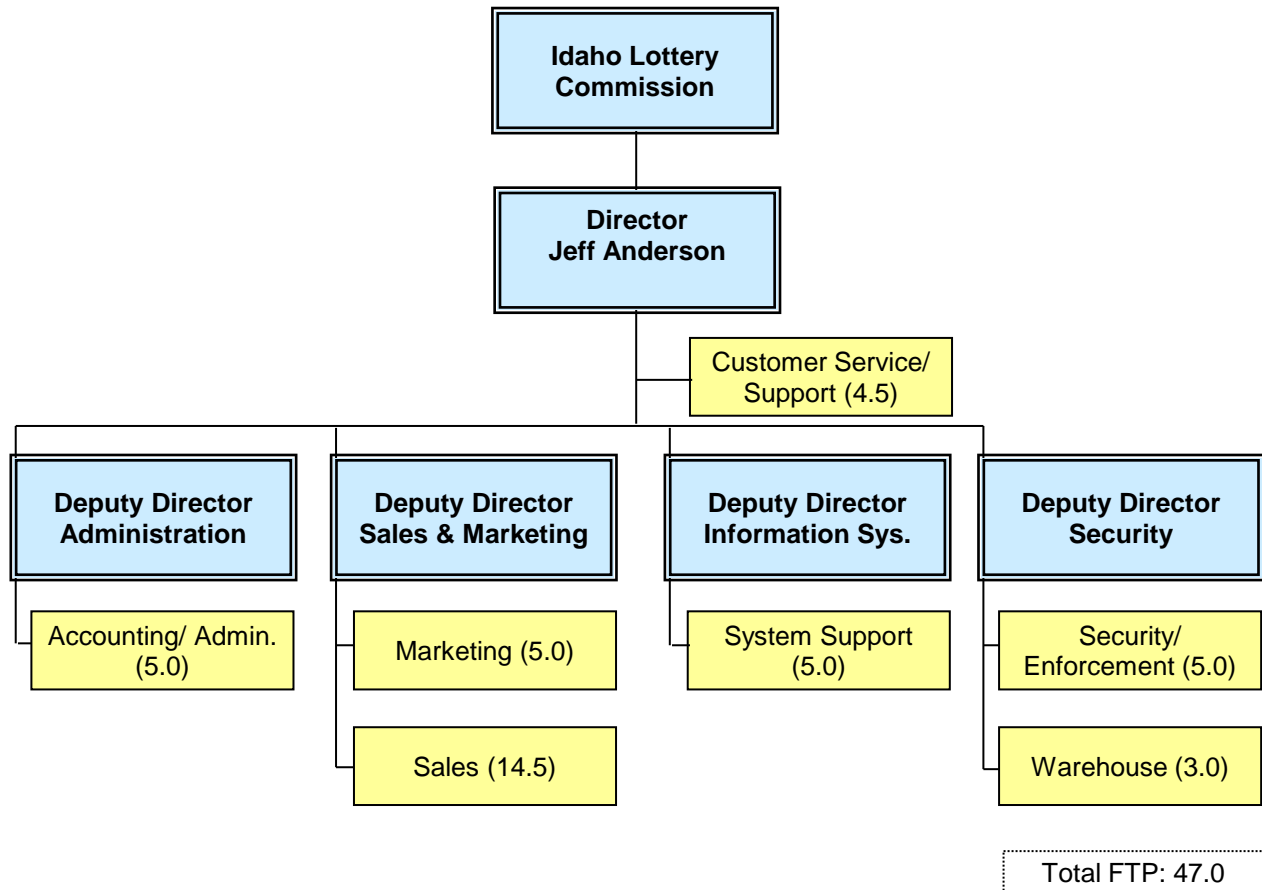 Idaho Lottery
Commission
Director
Jeff Anderson
Customer Service/
Support (4.5)
Deputy Director
Administration
Deputy Director
Sales & Marketing
Deputy Director
Information Sys.
Deputy Director
Security
Accounting/ Admin.
(5.0)
Marketing (5.0)
System Support
(5.0)
Security/
Enforcement (5.0)
Sales (14.5)
Warehouse (3.0)
Total FTP: 47.0